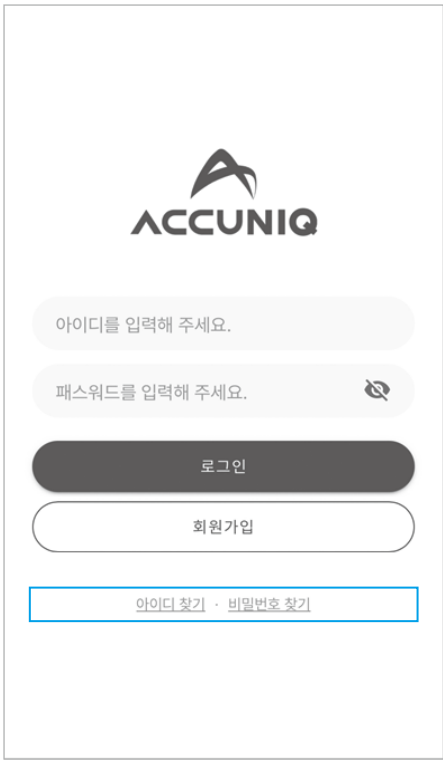 ACCUNIQ
아이디를 입력해 주세요.
패스워드를 입력해 주세요.
로그인
회원가입
아이디 찾기 · 비밀번호 찾기